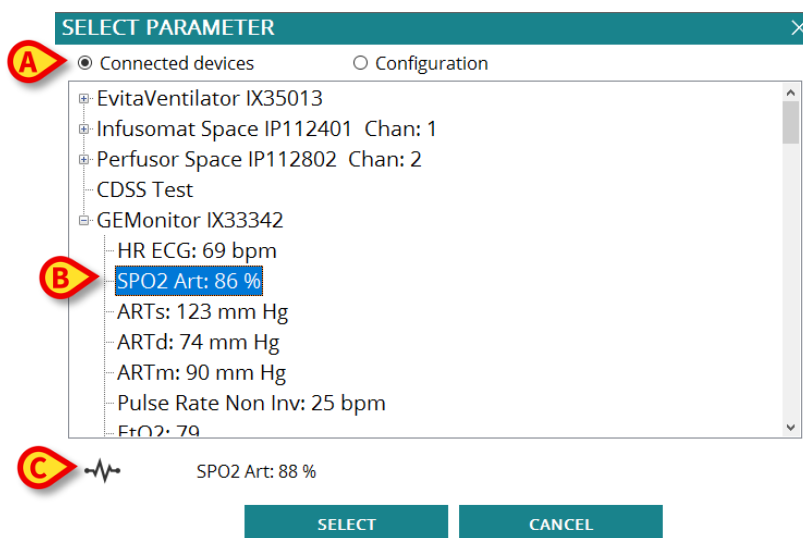 SELECT PARAMETER
A
Connected devices Configuration
EvitaVentilator IX35013
Infusomat Space IP112401 Chan: 1
Perfusor Space IP112802 Chan: 2
CDSS Test
GEMonitor IX33342
HR ECG: 69 bpm
B
SPO2 Art: 86 %
ARTs: 123 mm Hg
ARTd: 74 mm Hg
ARTm: 90 mm Hg
Pulse Rate Non Inv: 25 bpm
EtO2: 79
C
SPO2 Art: 88 %
SELECT CANCEL